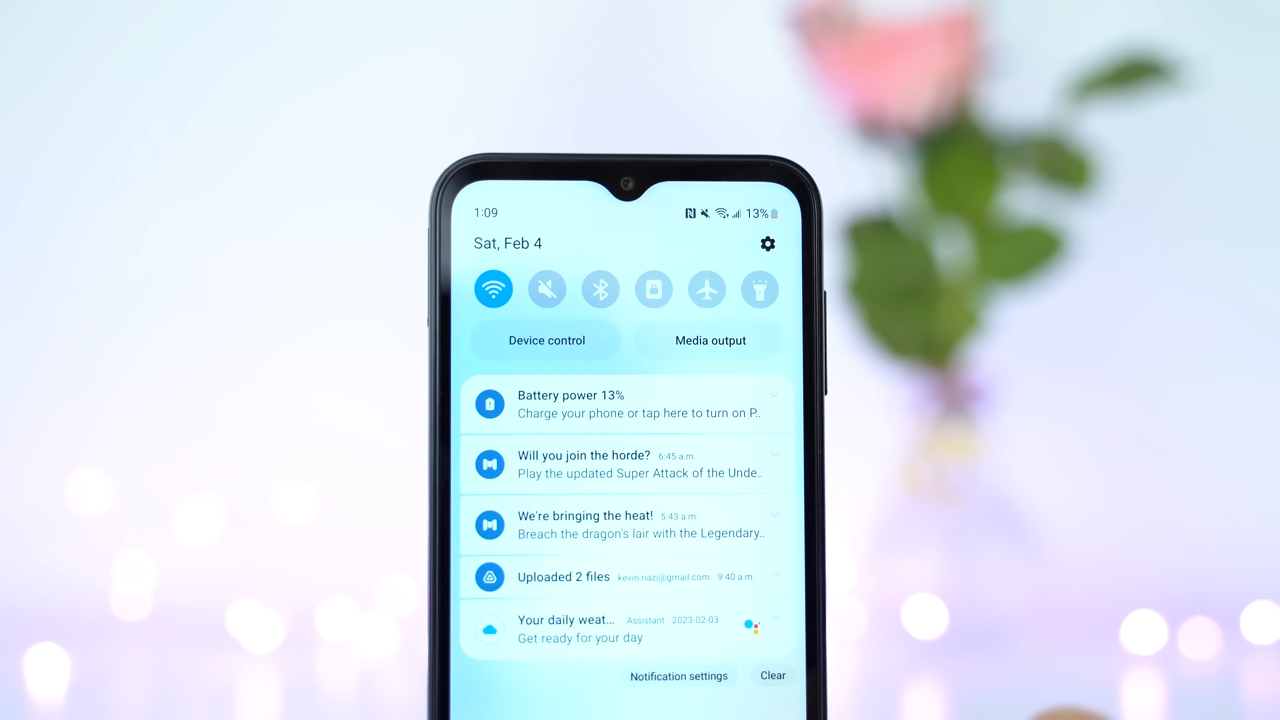 1:09
13%
Sat, Feb 4
Device control
Media output
Battery power 13%
Charge your phone or tap here to turn on P..
Will you join the horde? 6:45 a.m.
Play the updated Super Attack of the Unde..
We're bringing the heat! 5:43 a.m.
Breach the dragon's lair with the Legendary..
Uploaded 2 files kevin.nazi@gmail.com 9:40 a.m.
Your daily weat... Assistant 2023-02-03
Get ready for your day
Notification settings
Clear